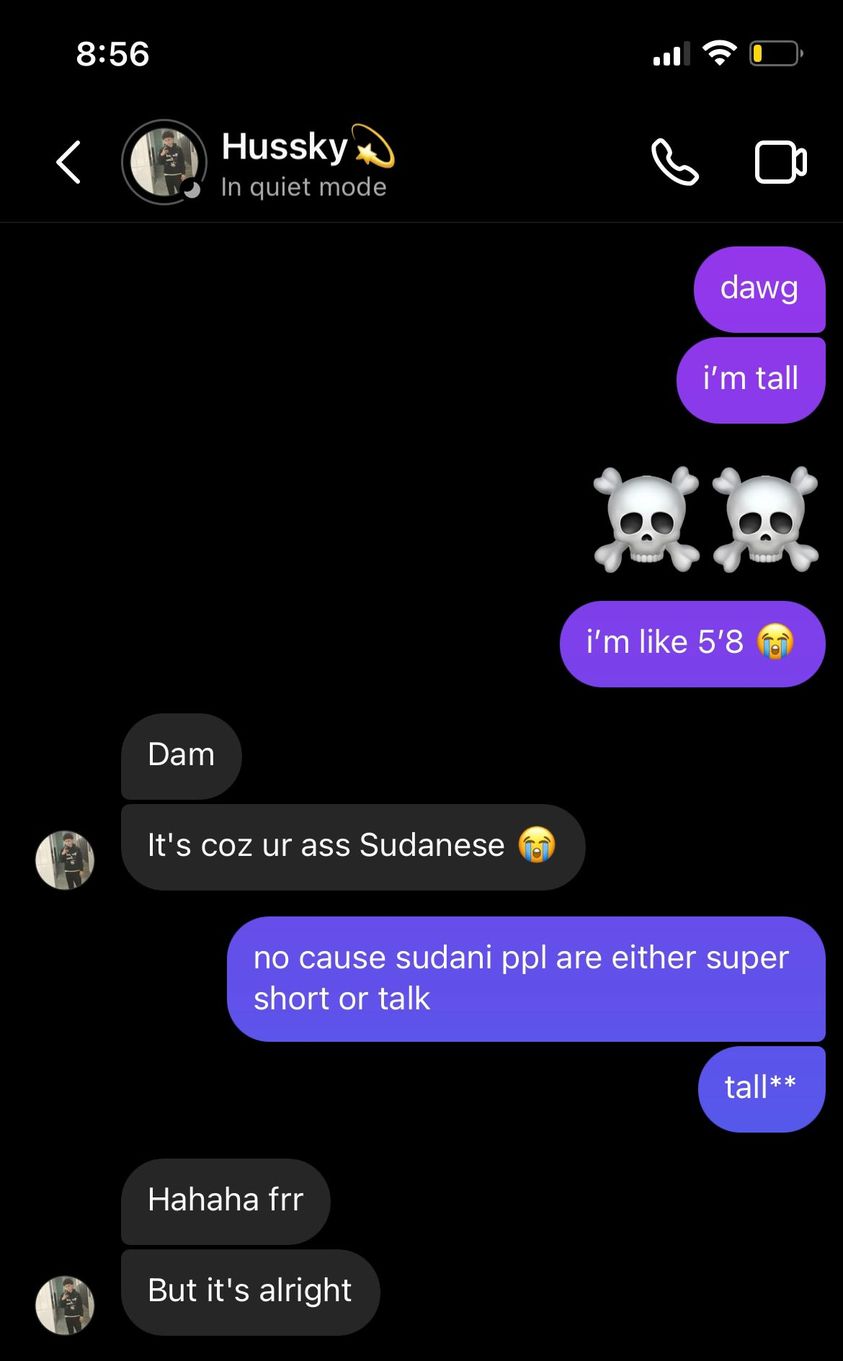 8:56
Hussky💫
In quiet mode
dawg
i’m tall
☠️☠️
i’m like 5’8 😭
Dam
It's coz ur ass Sudanese 😭
no cause sudani ppl are either super
short or talk
tall**
Hahaha frr
But it's alright